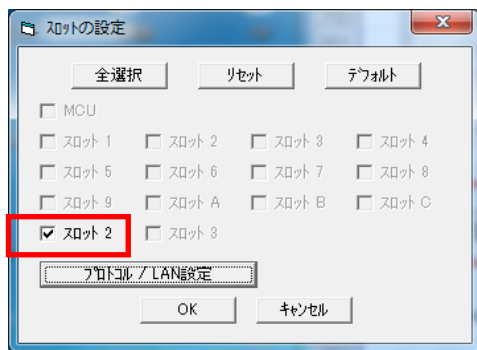 スロットの設定
全選択 リセット デフォルト
MCU
スロット 1 スロット 2 スロット 3 スロット 4
スロット 5 スロット 6 スロット 7 スロット 8
スロット 9 スロット A スロット B スロット C
スロット 2 スロット 3
プロトコル / LAN設定
OK キャンセル